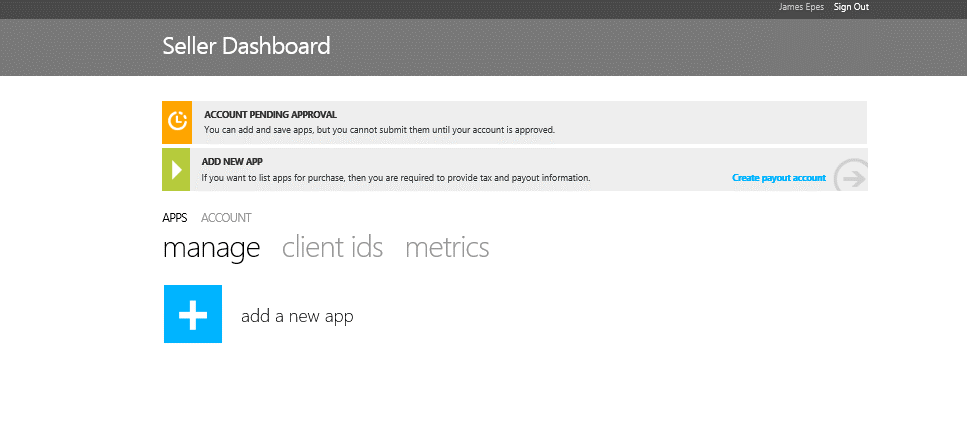 James Epes Sign Out
Seller Dashboard
ACCOUNT PENDING APPROVAL
You can add and save apps, but you cannot submit them until your account is approved.
ADD NEW APP
If you want to list apps for purchase, then you are required to provide tax and payout information.
Create payout account
APPS ACCOUNT
manage client ids metrics
add a new app